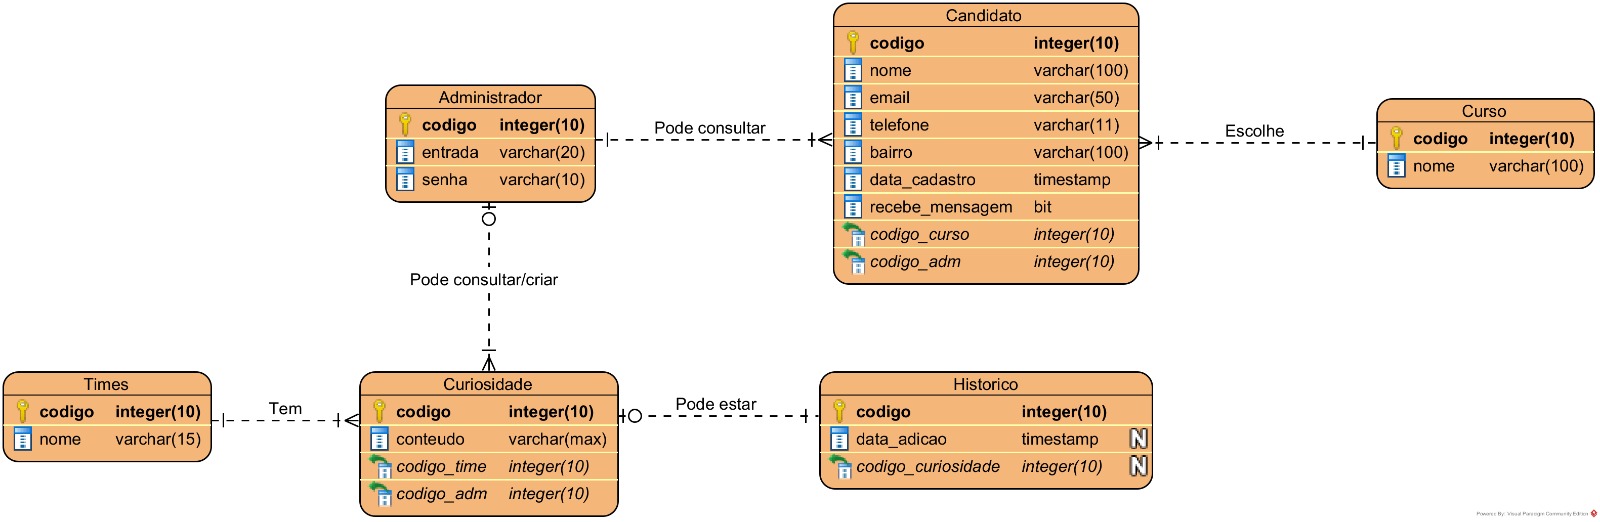 Candidato
codigo integer(10)
nome varchar(100)
email varchar(50)
telefone varchar(11)
bairro varchar(100)
data_cadastro timestamp
recebe_mensagem bit
codigo_curso integer(10)
codigo_adm integer(10)
Administrador
codigo integer(10)
entrada varchar(20)
senha varchar(10)
Pode consultar
Escolhe
Curso
codigo integer(10)
nome varchar(100)
Pode consultar/criar
Times
codigo integer(10)
nome varchar(15)
Tem
Curiosidade
codigo integer(10)
conteudo varchar(max)
codigo_time integer(10)
codigo_adm integer(10)
Pode estar
Historico
codigo integer(10)
data_adicao timestamp N
codigo_curiosidade integer(10) N
Powered By: Visual Paradigm Community Edition